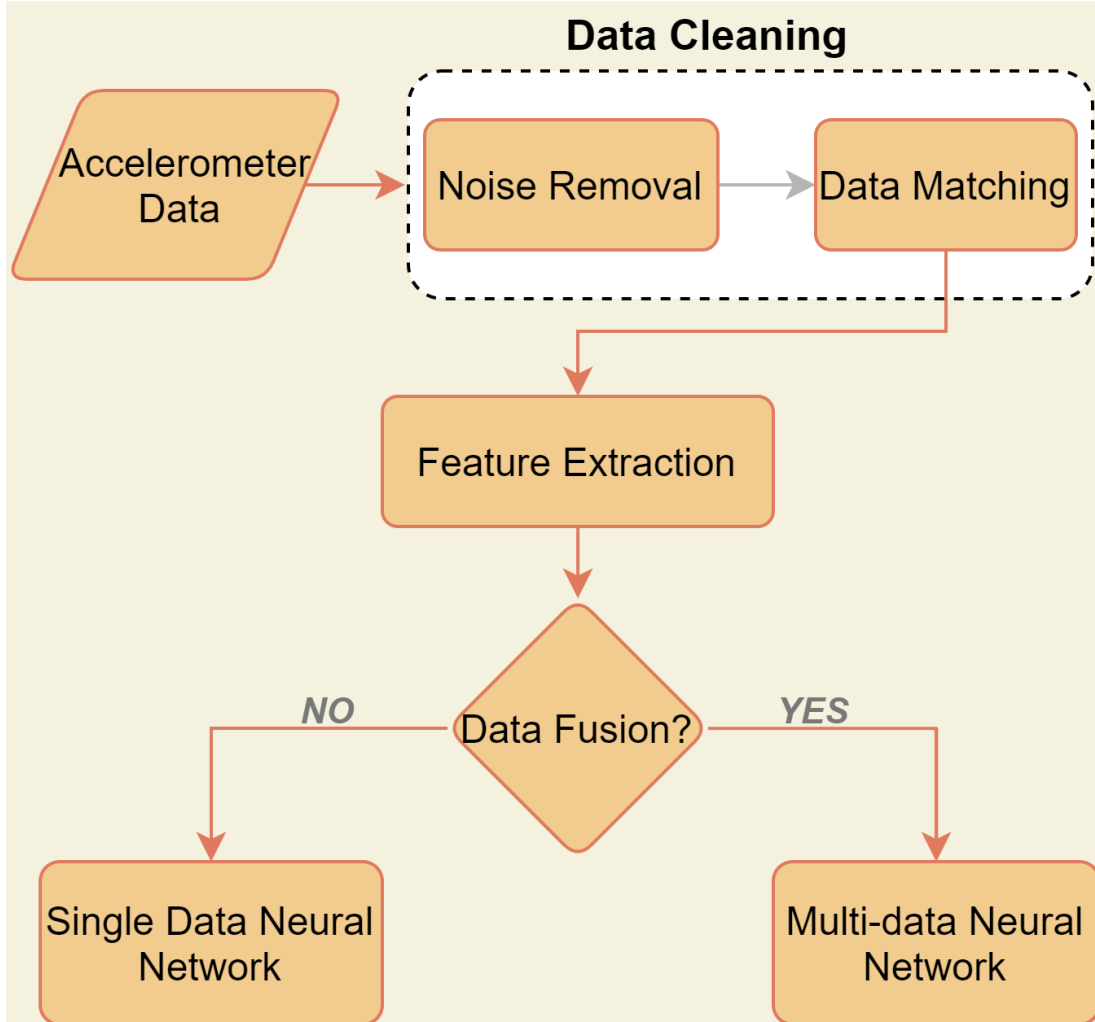 Data Cleaning
Accelerometer
Data
Noise Removal
Data Matching
Feature Extraction
Data Fusion?
NO
YES
Single Data Neural
Network
Multi-data Neural
Network